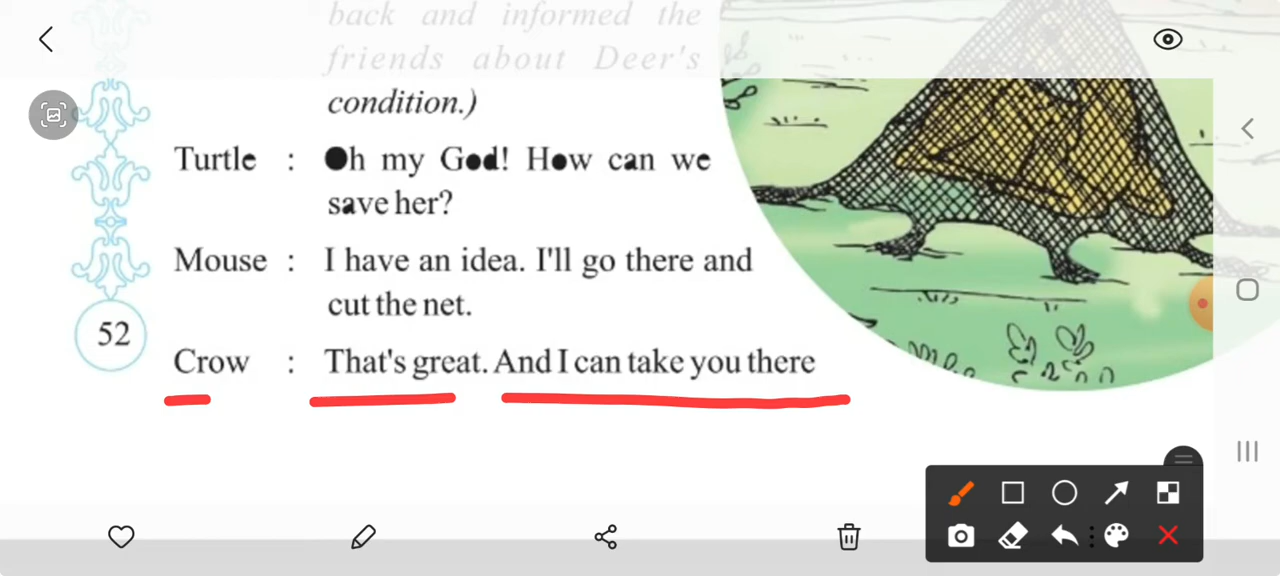 back and informed the
friends about Deer's
condition.)
Turtle : Oh my God! How can we
save her?
Mouse : I have an idea. I'll go there and
cut the net.
52
Crow : That's great. And I can take you there